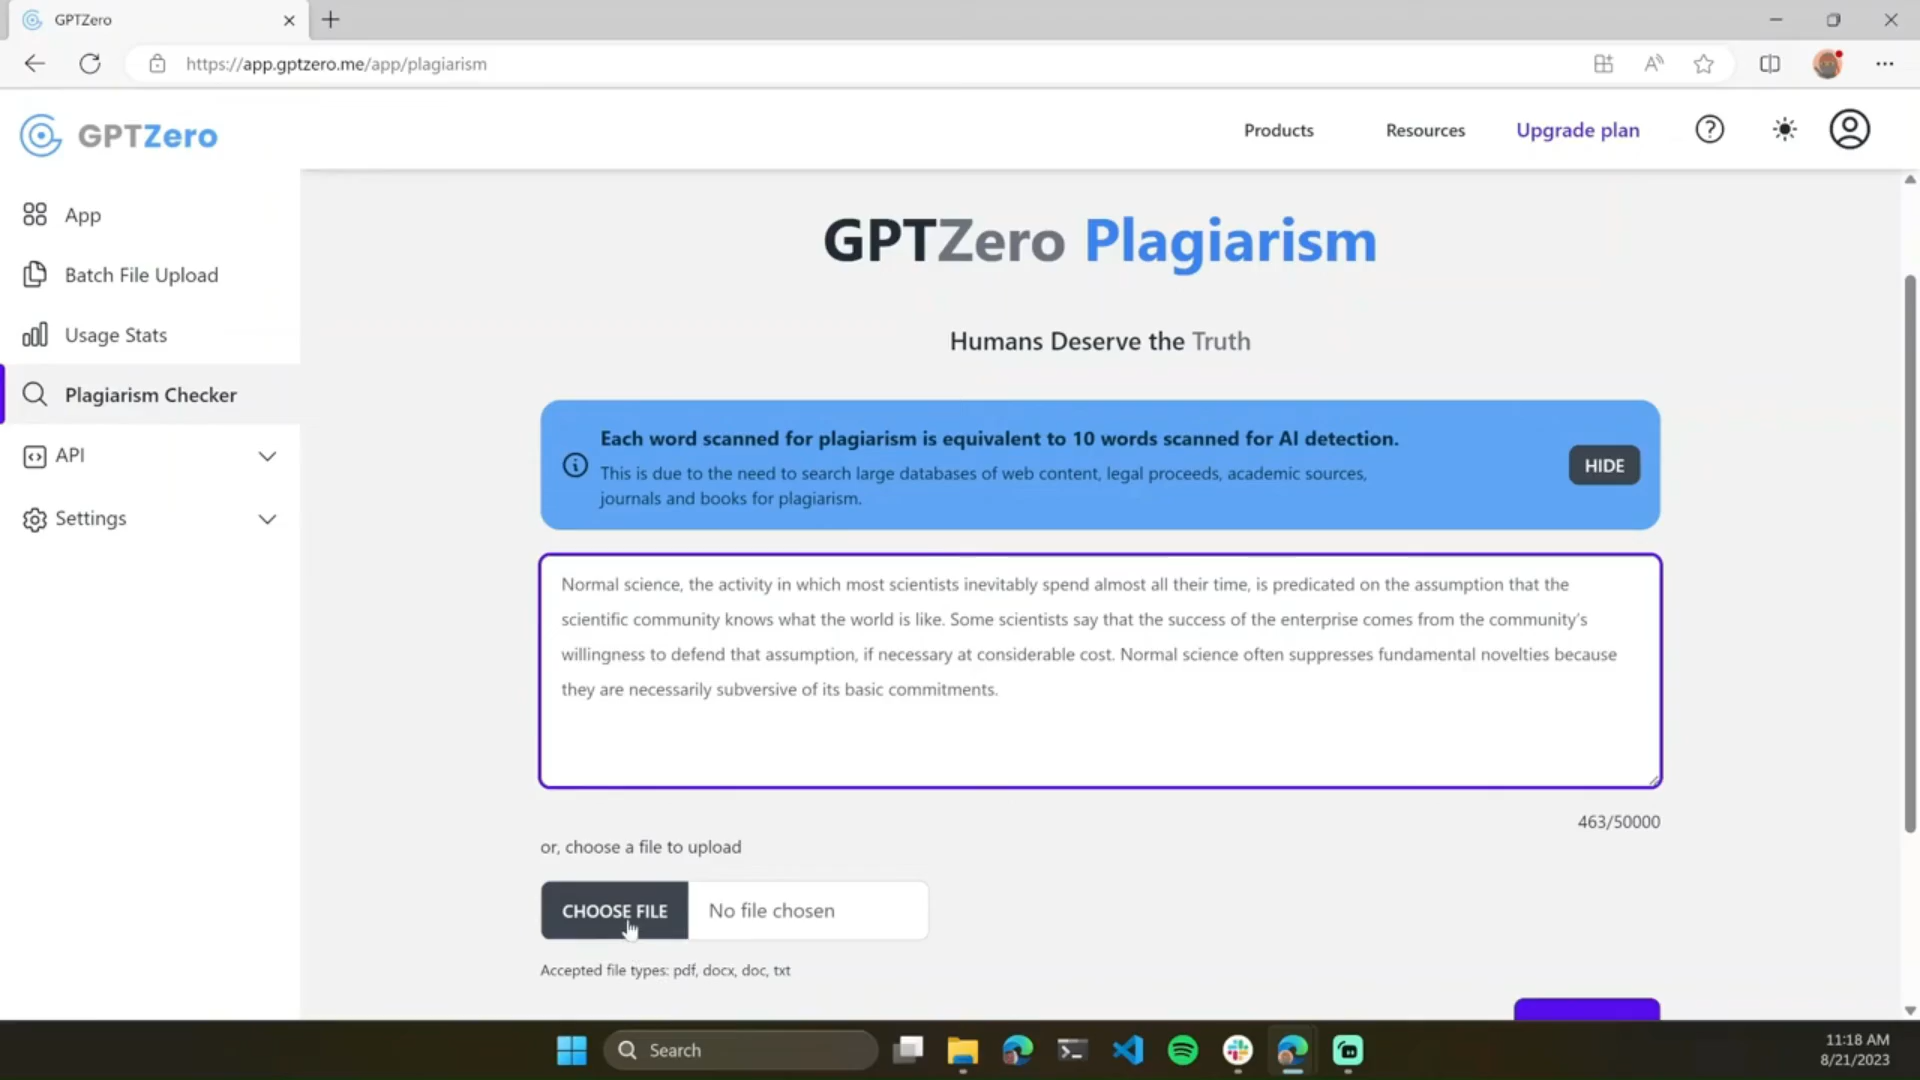 GPTZero
https://app.gptzero.me/app/plagiarism
GPTZero
Products
Resources
Upgrade plan
App
Batch File Upload
Usage Stats
Plagiarism Checker
API
Settings
GPTZero Plagiarism
Humans Deserve the Truth
Each word scanned for plagiarism is equivalent to 10 words scanned for AI detection.
This is due to the need to search large databases of web content, legal proceeds, academic sources,
journals and books for plagiarism.
HIDE
Normal science, the activity in which most scientists inevitably spend almost all their time, is predicated on the assumption that the
scientific community knows what the world is like. Some scientists say that the success of the enterprise comes from the community's
willingness to defend that assumption, if necessary at considerable cost. Normal science often suppresses fundamental novelties because
they are necessarily subversive of its basic commitments.
463/50000
or, choose a file to upload
CHOOSE FILE
No file chosen
Accepted file types: pdf, docx, doc, txt
Search
11:18 AM
8/21/2023